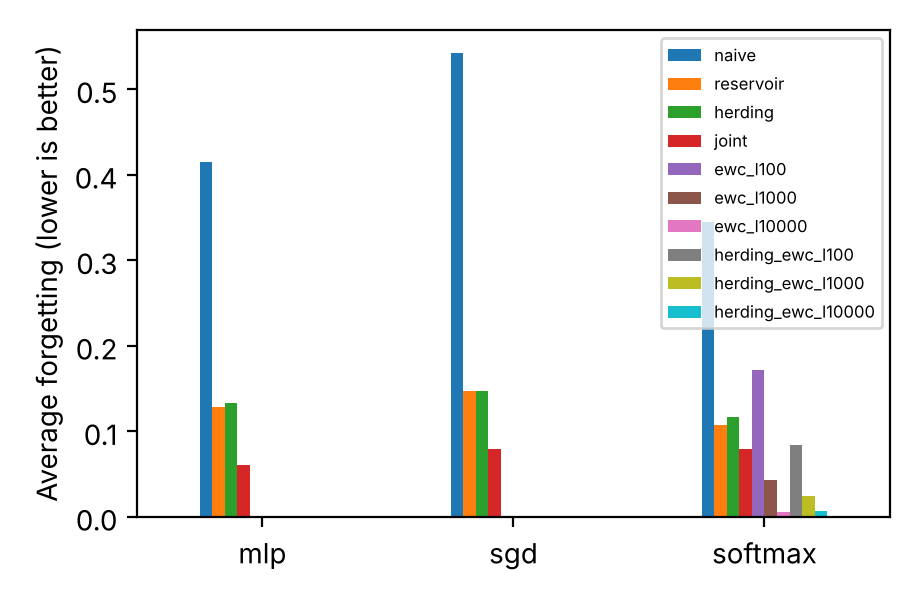 Average forgetting (lower is better)
0.5
0.4
0.3
0.2
0.1
0.0
mlp
sgd
softmax
naive
reservoir
herding
joint
ewc_l100
ewc_l1000
ewc_l10000
herding_ewc_l100
herding_ewc_l1000
herding_ewc_l10000